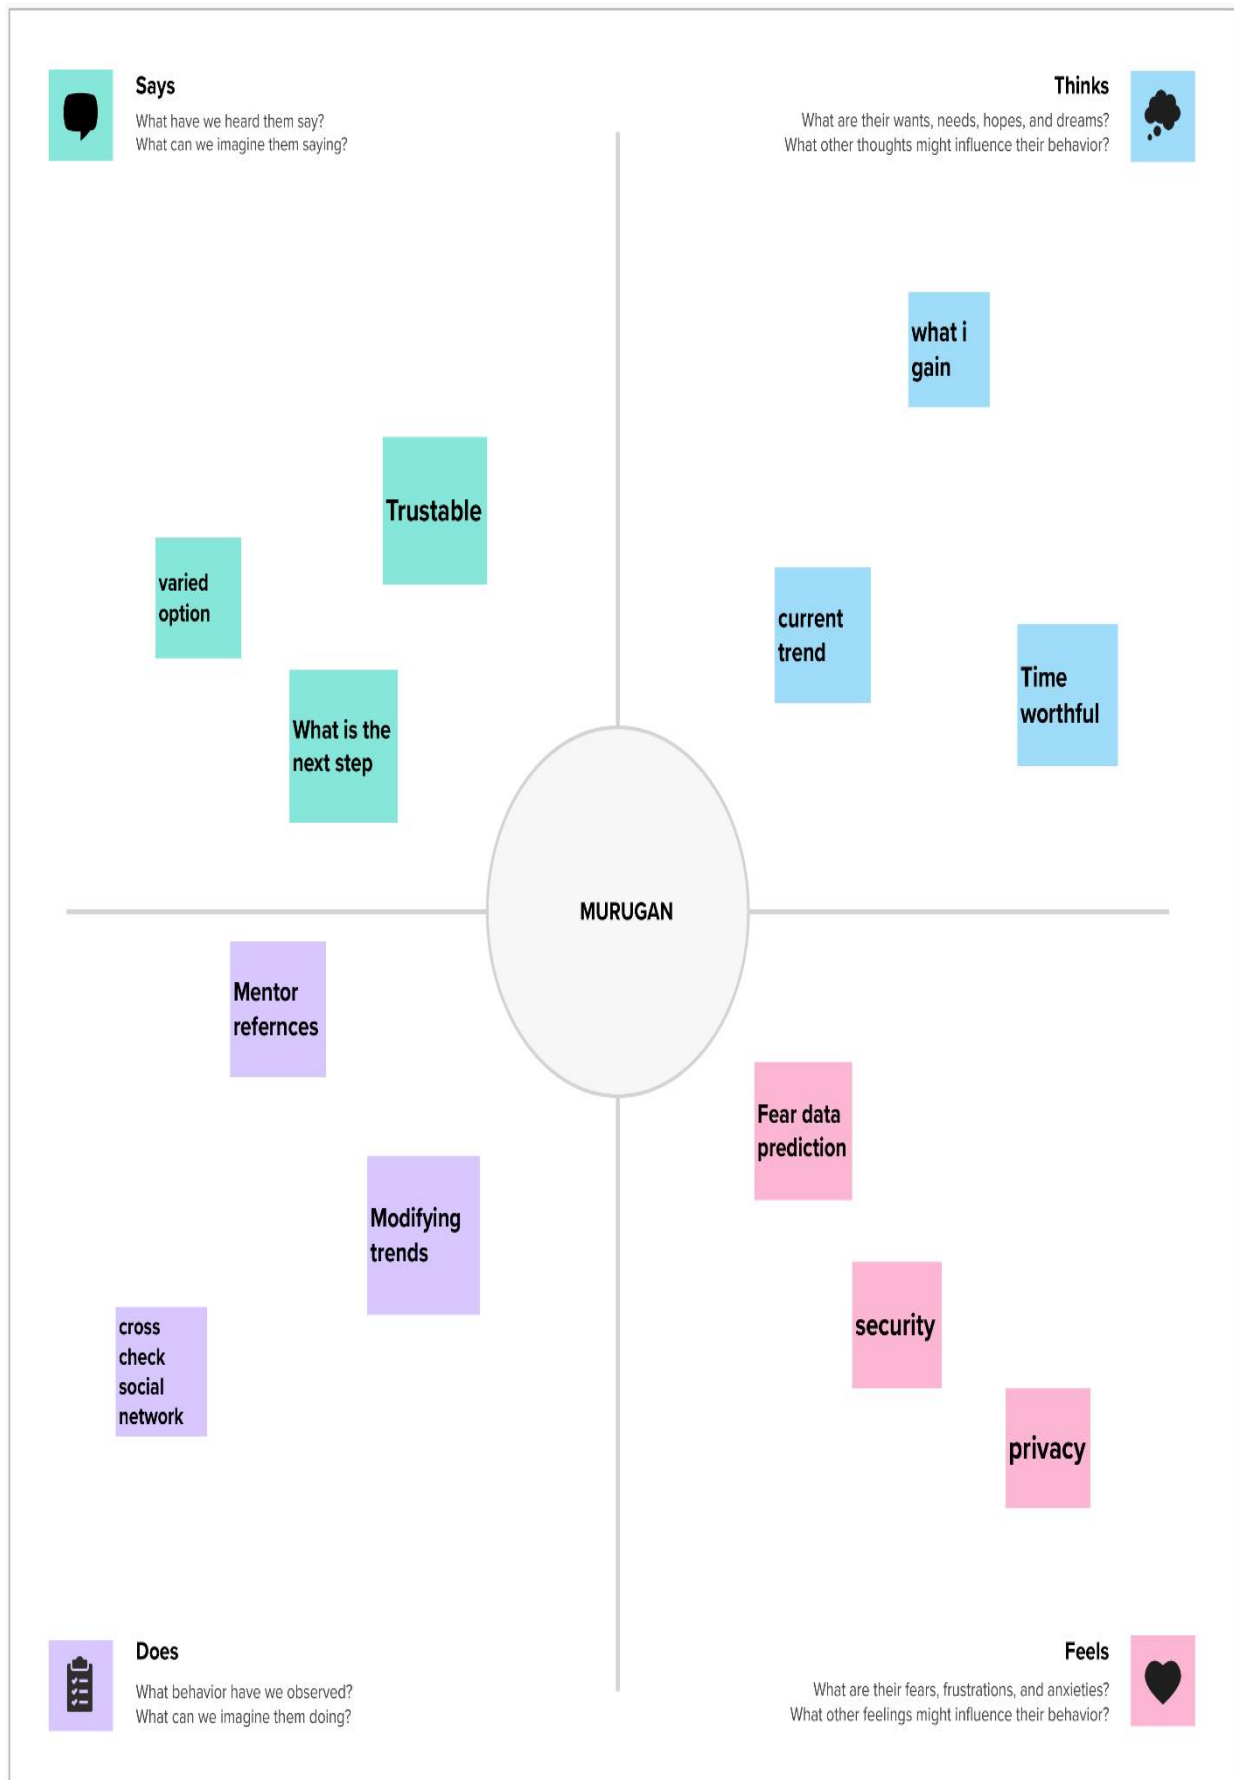 Says
What have we heard them say?
What can we imagine them saying?
Thinks
What are their wants, needs, hopes, and dreams?
What other thoughts might influence their behavior?
what i
gain
Trustable
varied
option
current
trend
Time
worthful
What is the
next step
MURUGAN
Mentor
refernces
Fear data
prediction
Modifying
trends
security
cross
check
social
network
privacy
Does
What behavior have we observed?
What can we imagine them doing?
Feels
What are their fears, frustrations, and anxieties?
What other feelings might influence their behavior?